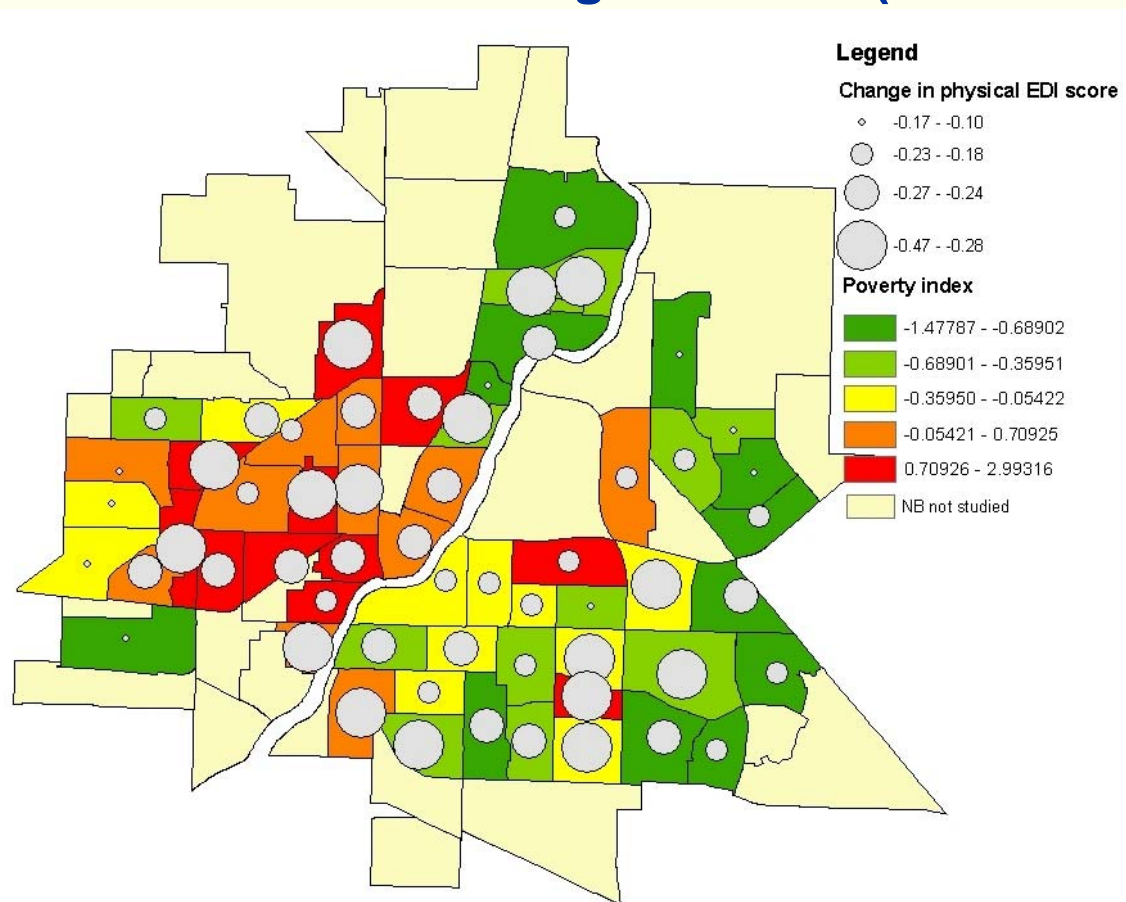 Legend
Change in physical EDI score
-0.17 - -0.10
-0.23 - -0.18
-0.27 - -0.24
-0.47 - -0.28
Poverty index
-1.47787 - -0.68902
-0.68901 - -0.35951
-0.35950 - -0.05422
-0.05421 - 0.70925
0.70926 - 2.99316
NB not studied